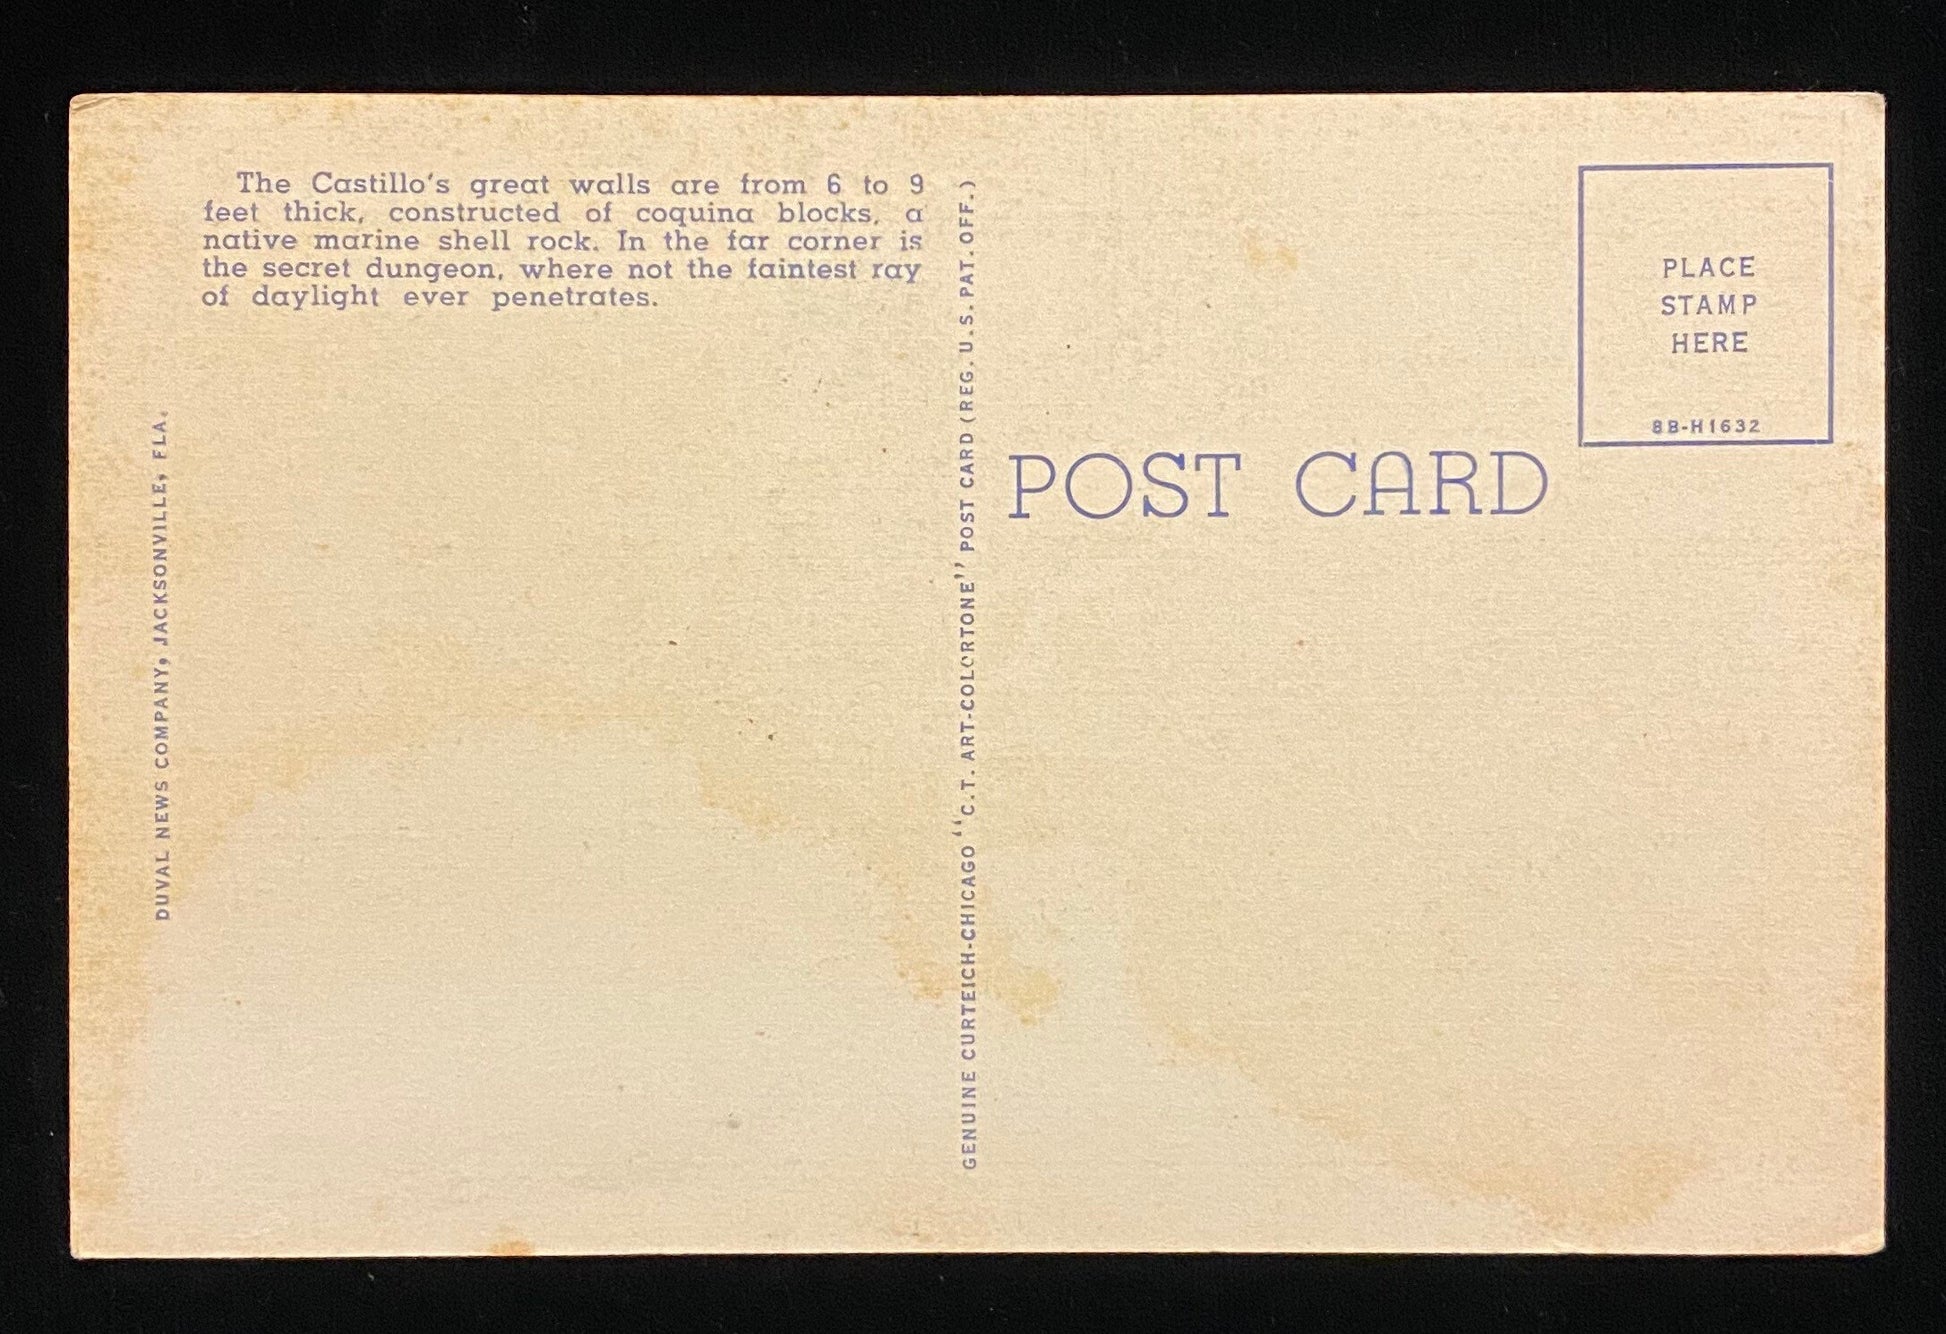 The Castillo's great walls are from 6 to 9
feet thick, constructed of coquina blocks, a
native marine shell rock. In the far corner is
the secret dungeon, where not the faintest ray
of daylight ever penetrates.
DUVAL NEWS COMPANY, JACKSONVILLE, FLA.
GENUINE CURTEICH-CHICAGO "C.T. ART-COLORTONE" POST CARD (REG. U.S. PAT. OFF.)
POST CARD
PLACE
STAMP
HERE
8B-H1632